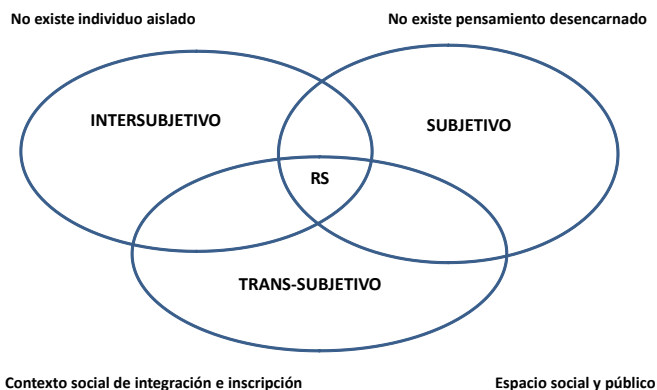 No existe individuo aislado
No existe pensamiento desencarnado
INTERSUBJETIVO
SUBJETIVO
RS
TRANS-SUBJETIVO
Contexto social de integración e inscripción
Espacio social y público